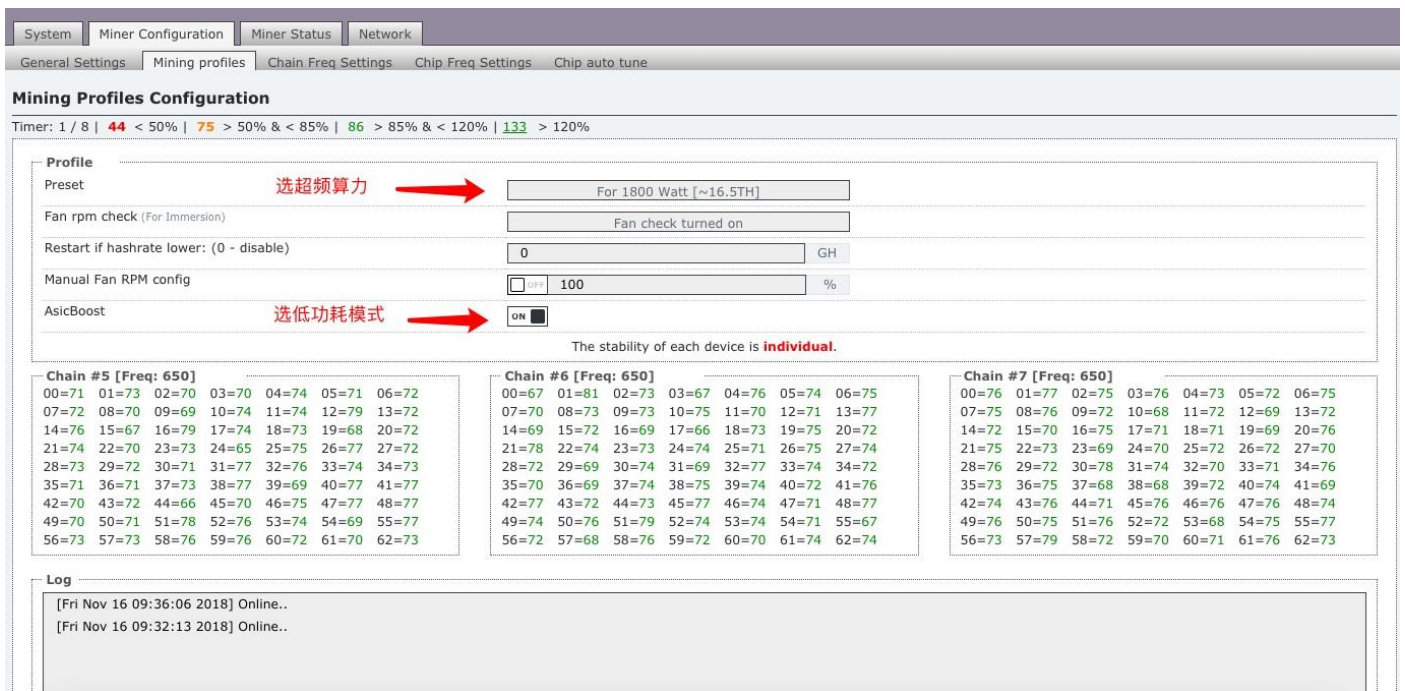 System Miner Configuration Miner Status Network
General Settings Mining profiles Chain Freq Settings Chip Freq Settings Chip auto tune
Mining Profiles Configuration
Timer: 1 / 8 | 44 < 50% | 75 > 50% & < 85% | 86 > 85% & < 120% | 133 > 120%
Profile
Preset 选超频算力 For 1800 Watt [~16.5TH]
Fan rpm check (For Immersion) Fan check turned on
Restart if hashrate lower: (0 - disable) 0 GH
Manual Fan RPM config OFF 100 %
AsicBoost 选低功耗模式 ON
The stability of each device is individual.
Chain #5 [Freq: 650]
00=71 01=73 02=70 03=70 04=74 05=71 06=72
07=72 08=70 09=69 10=74 11=74 12=79 13=72
14=76 15=67 16=79 17=74 18=73 19=68 20=72
21=74 22=70 23=73 24=65 25=75 26=77 27=72
28=73 29=72 30=71 31=77 32=76 33=74 34=73
35=71 36=71 37=73 38=77 39=69 40=77 41=77
42=70 43=72 44=66 45=70 46=75 47=77 48=77
49=70 50=71 51=78 52=76 53=74 54=69 55=77
56=73 57=73 58=76 59=76 60=72 61=70 62=73
Chain #6 [Freq: 650]
00=67 01=81 02=73 03=67 04=76 05=74 06=75
07=70 08=73 09=73 10=75 11=70 12=71 13=77
14=69 15=72 16=69 17=66 18=73 19=75 20=72
21=78 22=74 23=73 24=74 25=71 26=75 27=74
28=72 29=69 30=74 31=69 32=77 33=74 34=72
35=70 36=69 37=74 38=75 39=74 40=72 41=76
42=77 43=72 44=73 45=77 46=74 47=71 48=77
49=74 50=76 51=79 52=74 53=74 54=71 55=67
56=72 57=68 58=76 59=72 60=70 61=74 62=74
Chain #7 [Freq: 650]
00=76 01=77 02=75 03=76 04=73 05=72 06=75
07=75 08=76 09=72 10=68 11=72 12=69 13=72
14=72 15=70 16=75 17=71 18=71 19=69 20=76
21=75 22=73 23=69 24=70 25=72 26=72 27=70
28=76 29=72 30=78 31=74 32=70 33=71 34=76
35=73 36=75 37=68 38=68 39=72 40=74 41=69
42=74 43=76 44=71 45=76 46=76 47=76 48=74
49=76 50=75 51=76 52=72 53=68 54=75 55=77
56=73 57=79 58=72 59=70 60=71 61=76 62=73
Log
[Fri Nov 16 09:36:06 2018] Online..
[Fri Nov 16 09:32:13 2018] Online..